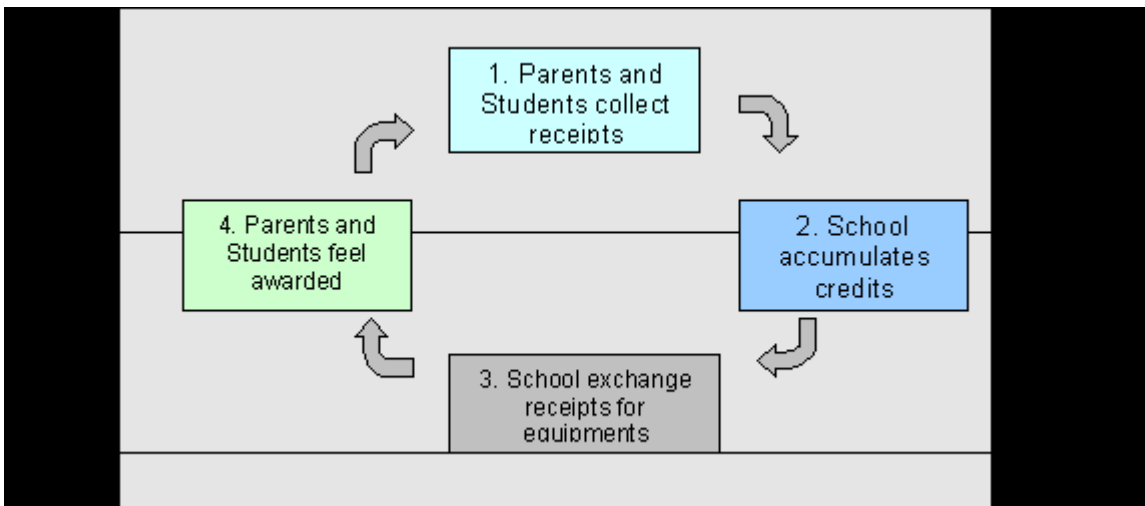 1. Parents and
Students collect
receipts
4. Parents and
Students feel
awarded
2. School
accumulates
credits
3. School exchange
receipts for
equipments